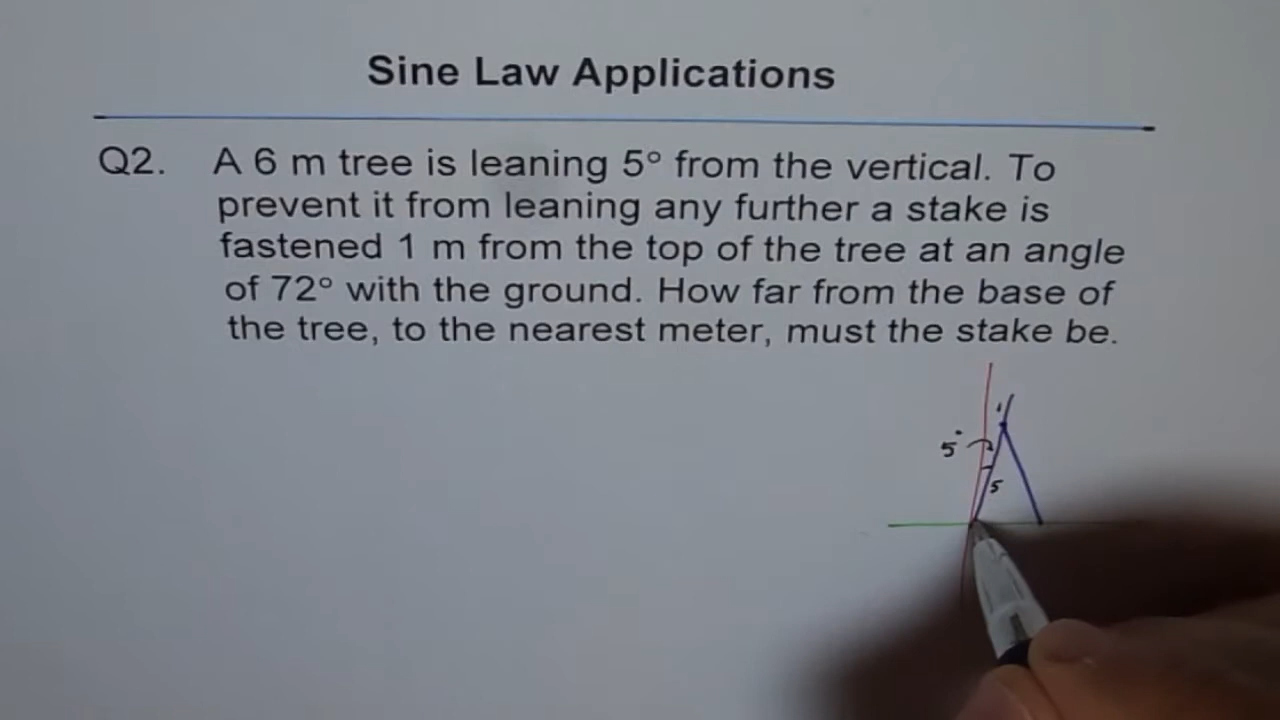 Sine Law Applications
Q2. A 6 m tree is leaning 5° from the vertical. To
prevent it from leaning any further a stake is
fastened 1 m from the top of the tree at an angle
of 72° with the ground. How far from the base of
the tree, to the nearest meter, must the stake be.
1
5°
5